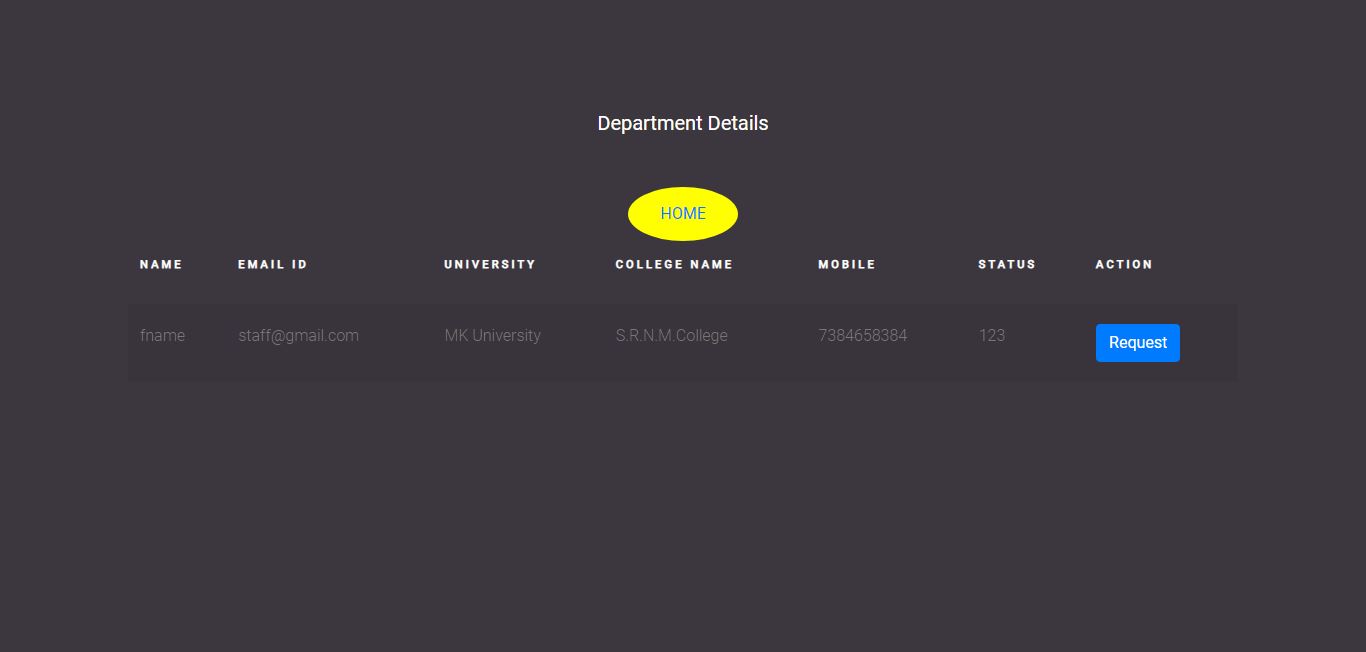 Department Details
HOME
NAME EMAIL ID UNIVERSITY COLLEGE NAME MOBILE STATUS ACTION
fname staff@gmail.com MK University S.R.N.M.College 7384658384 123 Request